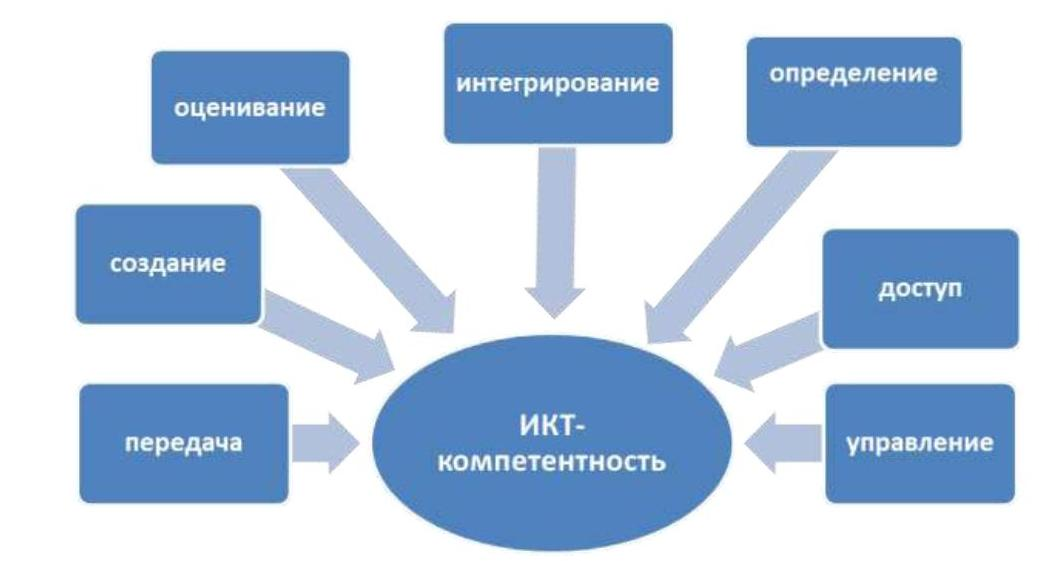 интегрирование
определение
оценивание
создание
доступ
передача
ИКТ-
компетентность
управление